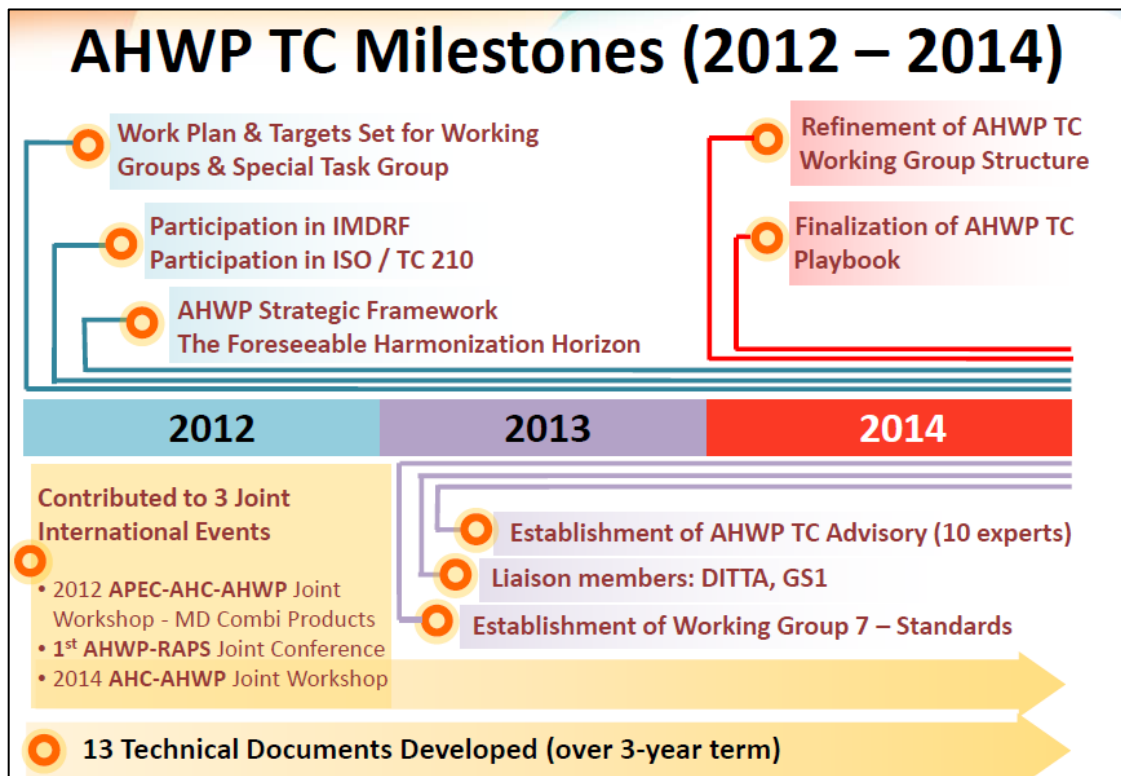 AHWP TC Milestones (2012 – 2014)
Work Plan & Targets Set for Working
Groups & Special Task Group
Participation in IMDRF
Participation in ISO / TC 210
AHWP Strategic Framework
The Foreseeable Harmonization Horizon
Refinement of AHWP TC
Working Group Structure
Finalization of AHWP TC
Playbook
2012
2013
2014
Contributed to 3 Joint
International Events
• 2012 APEC-AHC-AHWP Joint
Workshop - MD Combi Products
• 1st AHWP-RAPS Joint Conference
• 2014 AHC-AHWP Joint Workshop
Establishment of AHWP TC Advisory (10 experts)
Liaison members: DITTA, GS1
Establishment of Working Group 7 – Standards
13 Technical Documents Developed (over 3-year term)